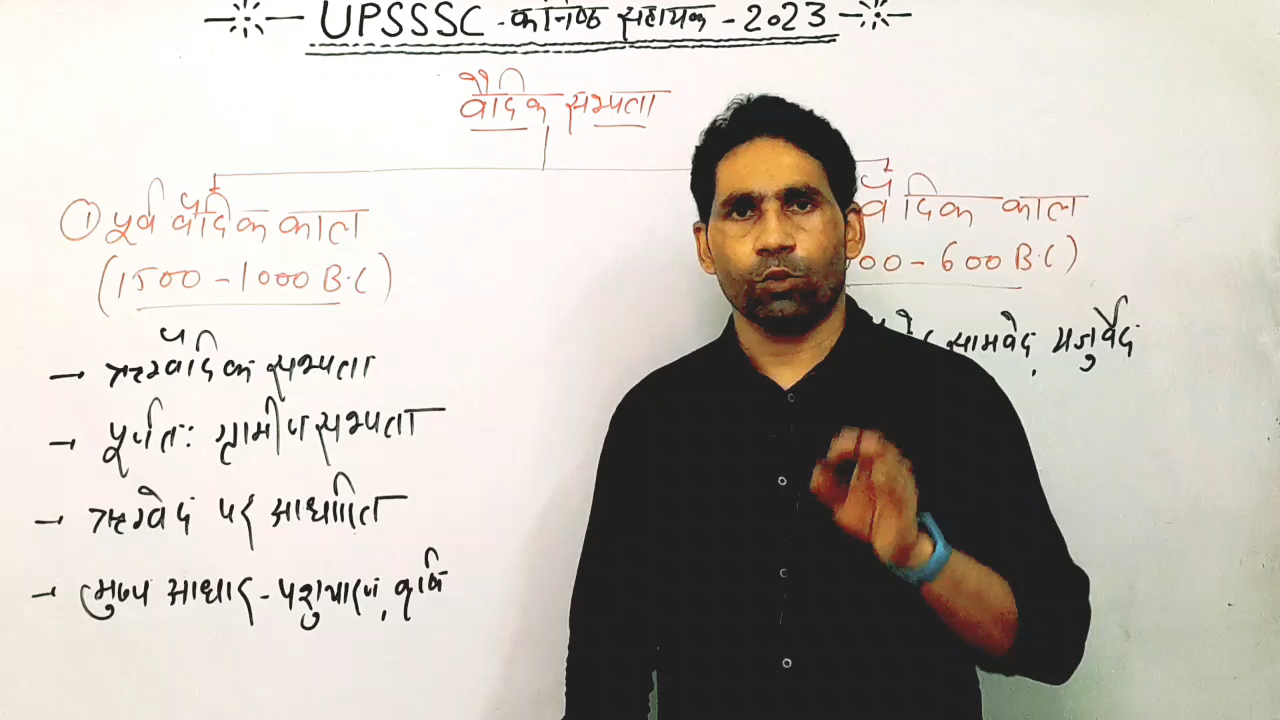 UPSSSC - कनिष्ठ सहायक - 2023
वैदिक सभ्यता
① पूर्व वैदिक काल
(1500 - 1000 B.C)
→ ऋग्वैदिक सभ्यता
→ पूर्णतः ग्रामीण सभ्यता
→ ऋग्वेद पर आधारित
→ मुख्य आधार - पशुपालन, कृषि
वैदिक काल
00 - 600 B.C)
सामवेद, यजुर्वेद